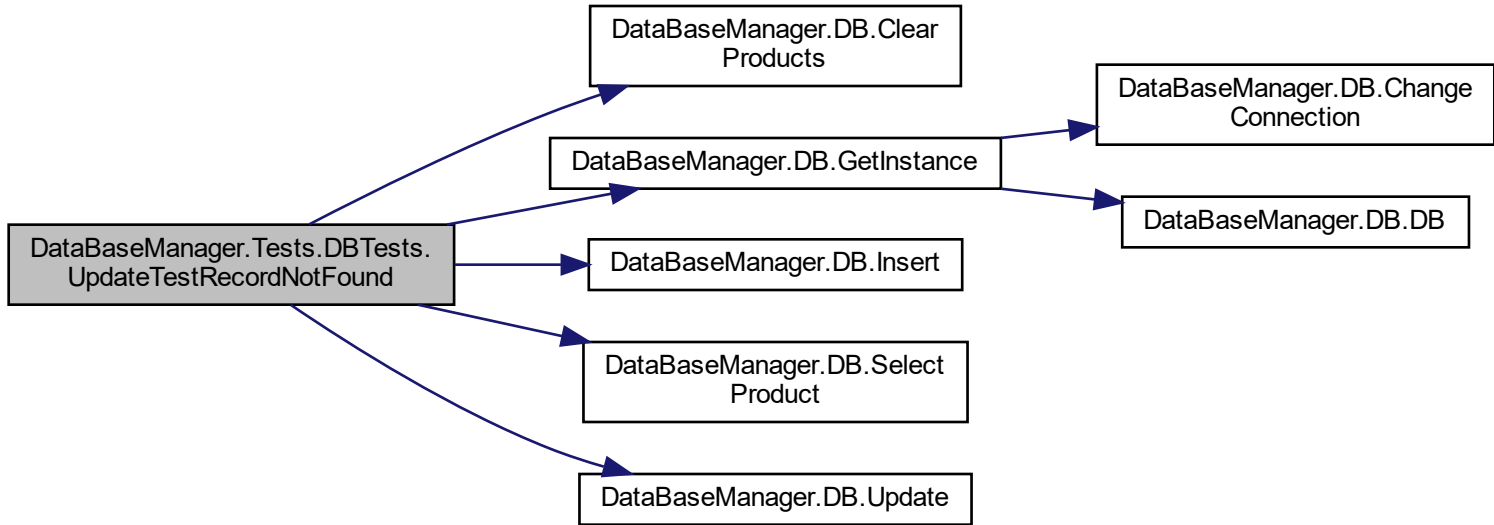 DataBaseManager.Tests.DBTests.
UpdateTestRecordNotFound
DataBaseManager.DB.Clear
Products
DataBaseManager.DB.GetInstance
DataBaseManager.DB.Change
Connection
DataBaseManager.DB.DB
DataBaseManager.DB.Insert
DataBaseManager.DB.Select
Product
DataBaseManager.DB.Update